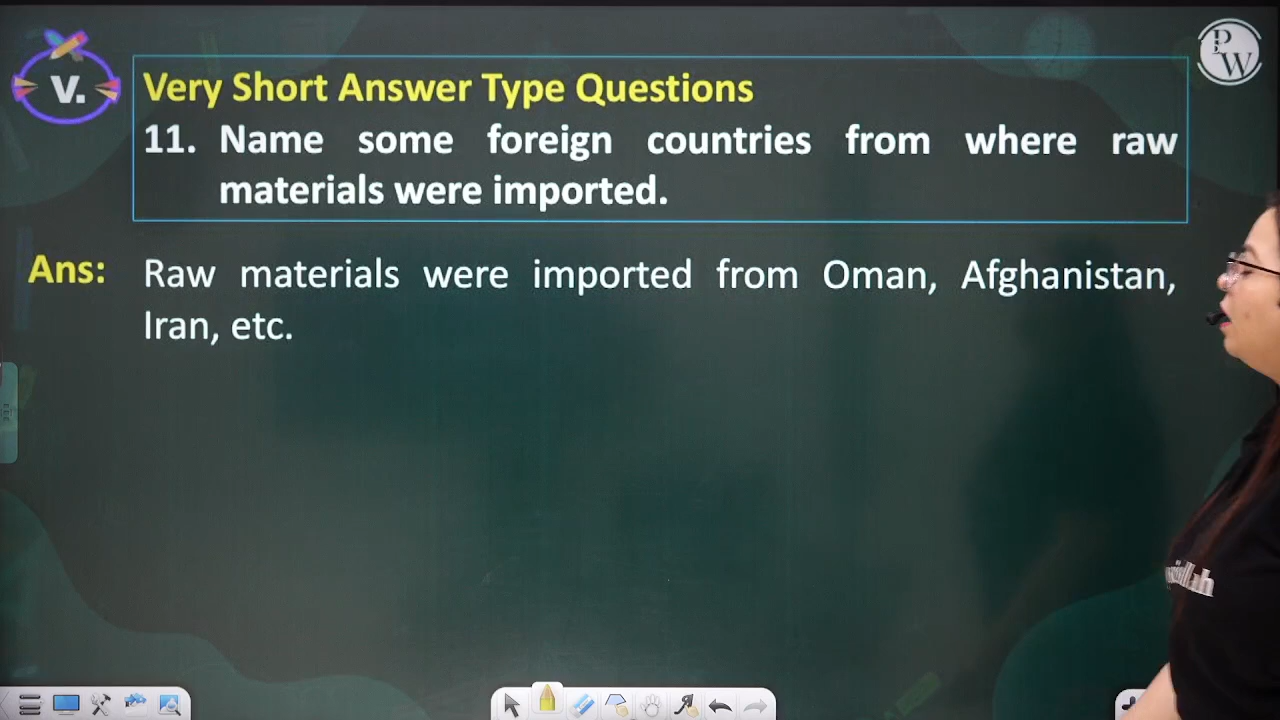 V.
PW
Very Short Answer Type Questions
11. Name some foreign countries from where raw
materials were imported.
Ans: Raw materials were imported from Oman, Afghanistan,
Iran, etc.